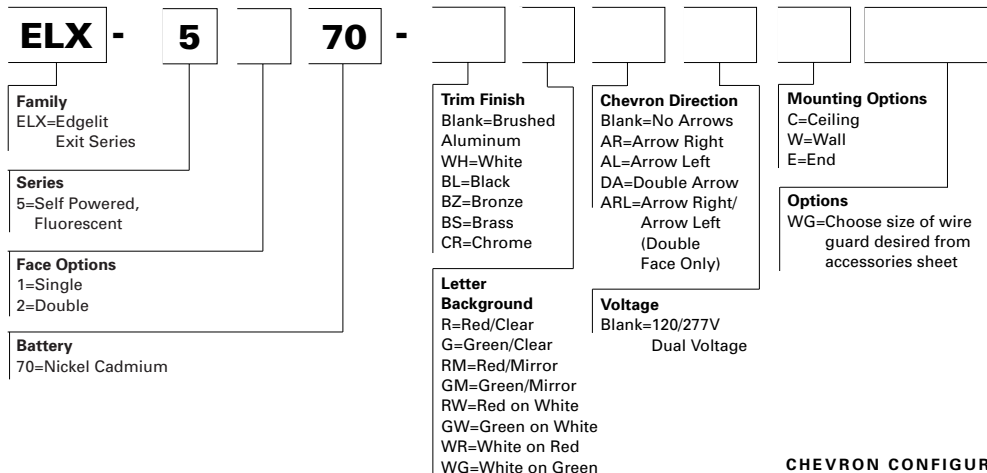 ELX - 5 70 -
Family
ELX=Edgelit
Exit Series
Series
5=Self Powered,
Fluorescent
Face Options
1=Single
2=Double
Battery
70=Nickel Cadmium
Trim Finish
Blank=Brushed
Aluminum
WH=White
BL=Black
BZ=Bronze
BS=Brass
CR=Chrome
Letter
Background
R=Red/Clear
G=Green/Clear
RM=Red/Mirror
GM=Green/Mirror
RW=Red on White
GW=Green on White
WR=White on Red
WG=White on Green
Chevron Direction
Blank=No Arrows
AR=Arrow Right
AL=Arrow Left
DA=Double Arrow
ARL=Arrow Right/
Arrow Left
(Double
Face Only)
Voltage
Blank=120/277V
Dual Voltage
Mounting Options
C=Ceiling
W=Wall
E=End
Options
WG=Choose size of wire
guard desired from
accessories sheet
CHEVRON CONFIGUR